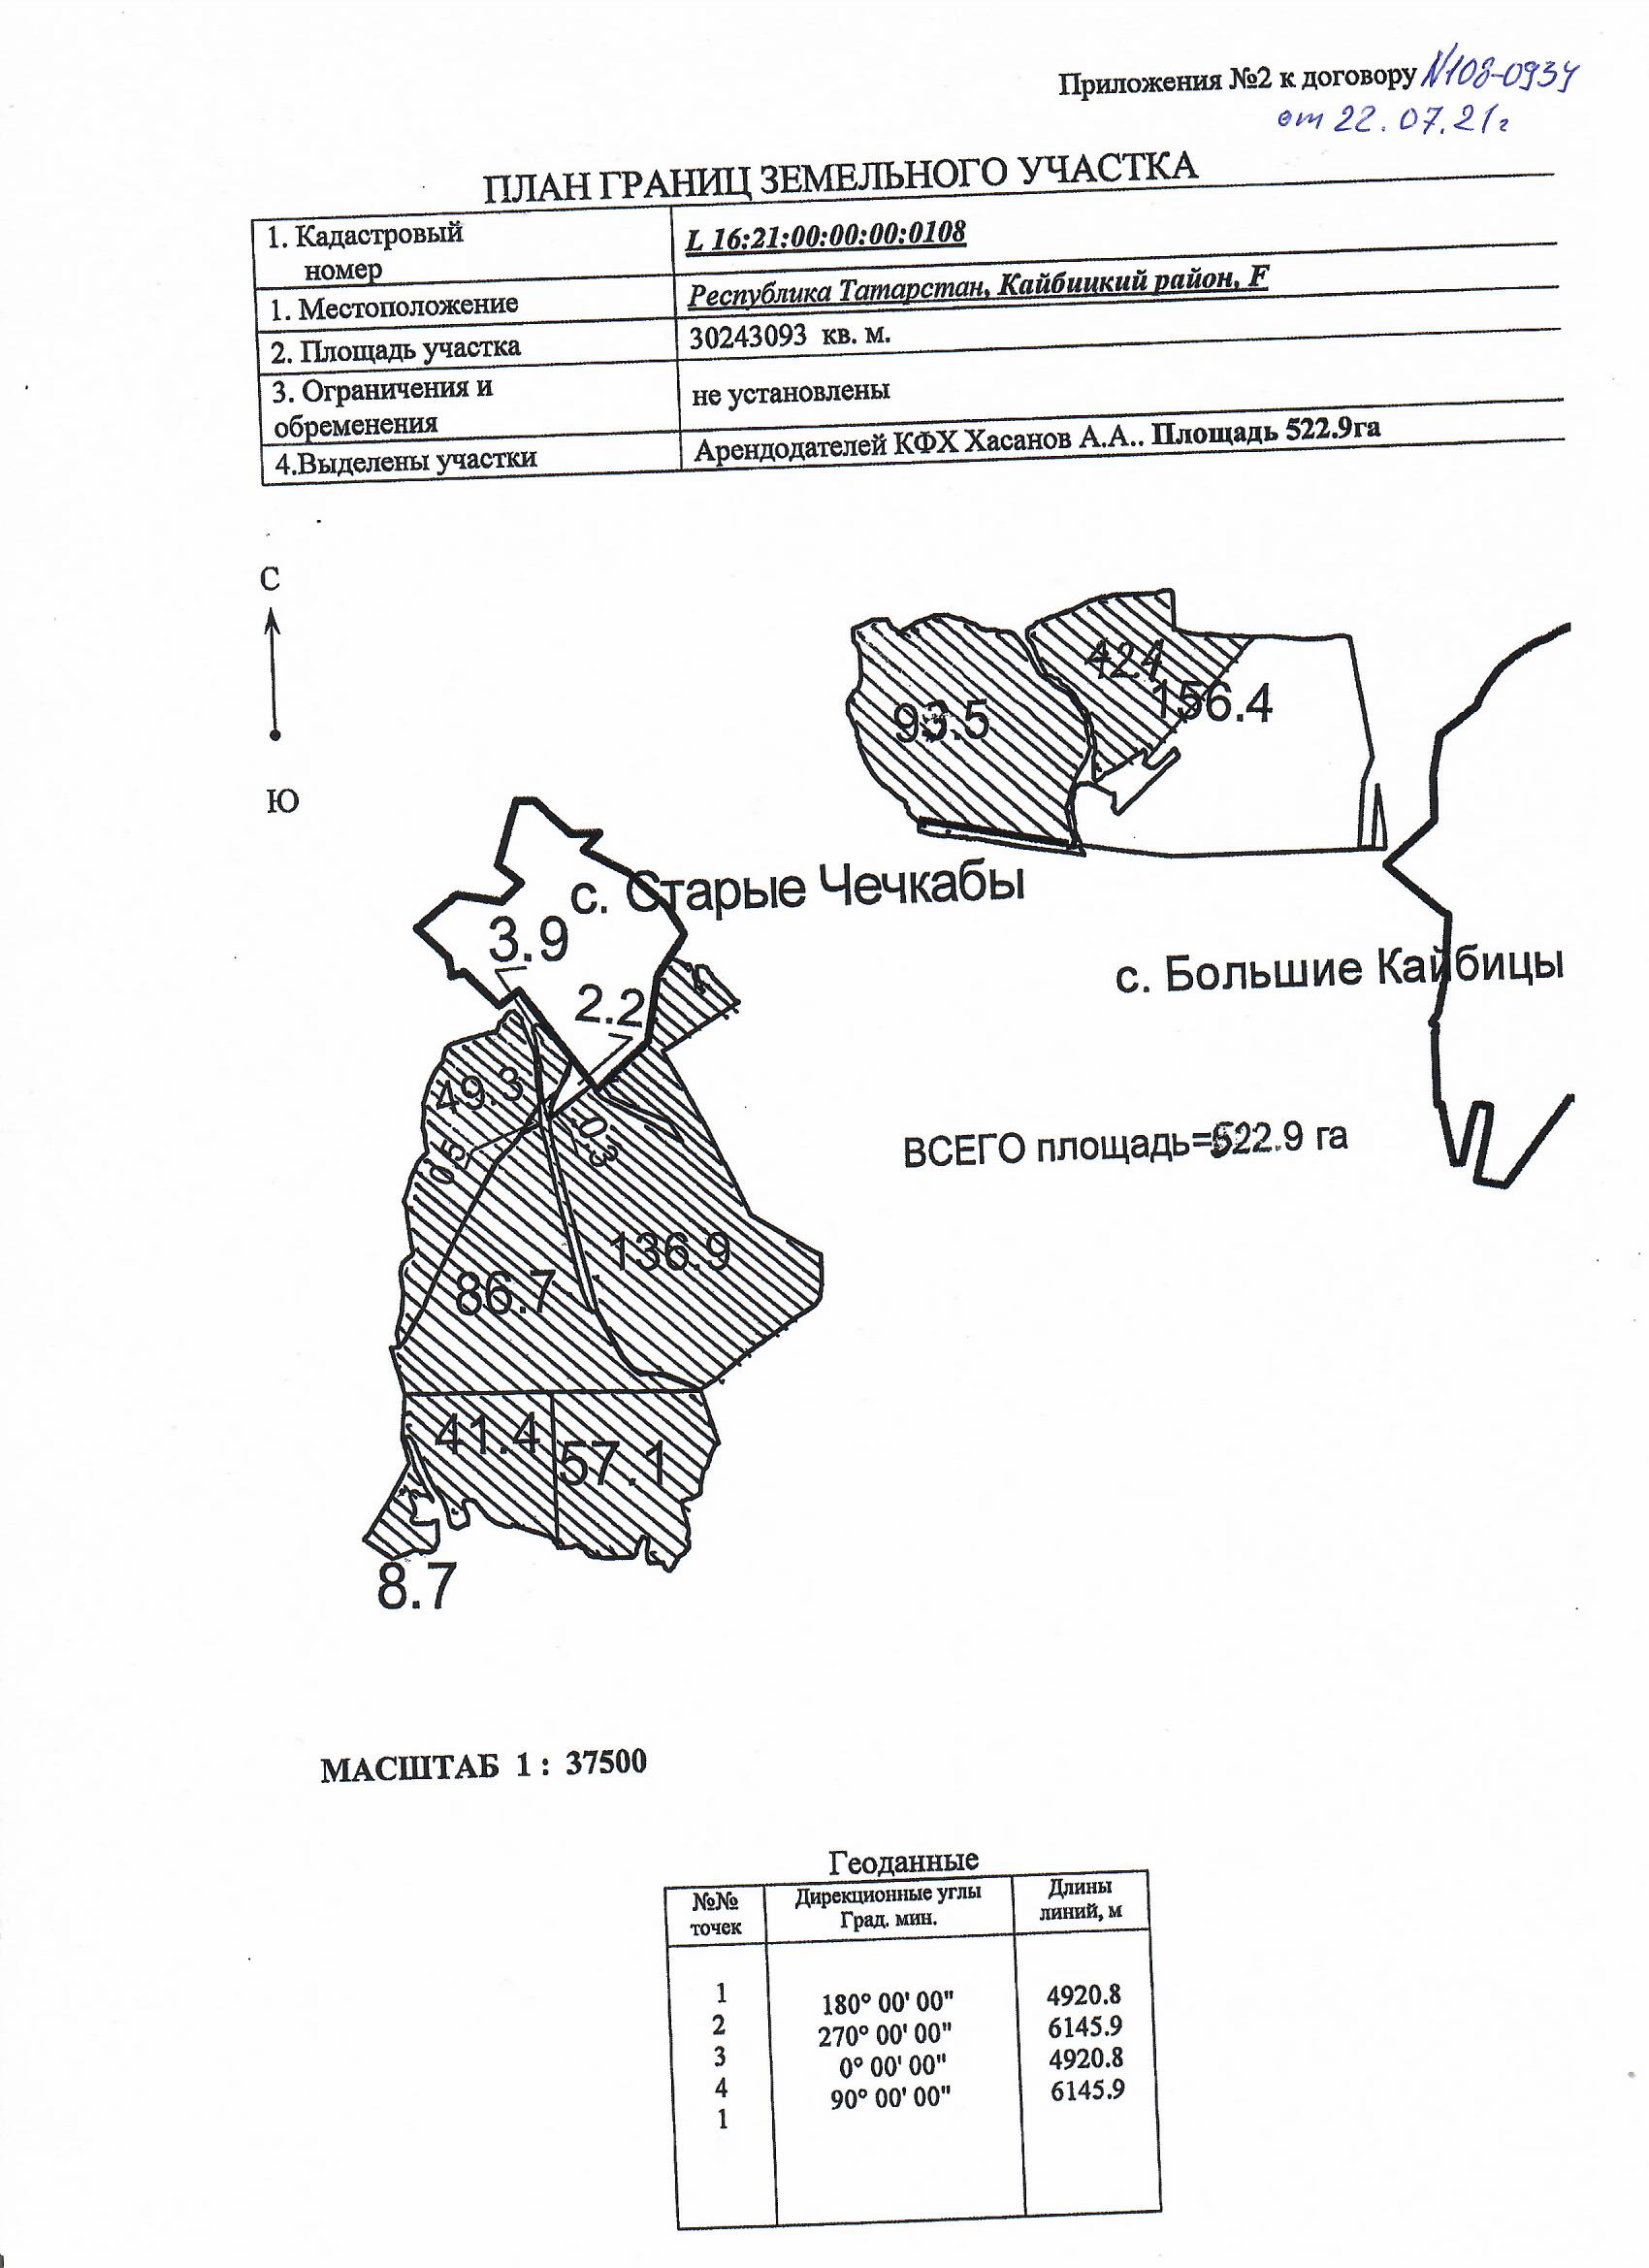 Приложения №2 к договору N108-0934
от 22.07.21г
ПЛАН ГРАНИЦ ЗЕМЕЛЬНОГО УЧАСТКА
1. Кадастровый
номер
L 16:21:00:00:00:0108
1. Местоположение
Республика Татарстан, Кайбицкий район, F
2. Площадь участка
30243093 кв. м.
3. Ограничения и
обременения
не установлены
4.Выделены участки
Арендодателей КФХ Хасанов А.А.. Площадь 522.9га
С
Ю
42.4
156.4
93.5
с. Старые Чечкабы
3.9
2.2
с. Большие Кайбицы
49.3
0.5
0.3
ВСЕГО площадь=522.9 га
136.9
86.7
41.4
57.1
8.7
МАСШТАБ 1 : 37500
Геоданные
№№
точек
Дирекционные углы
Град. мин.
Длины
линий, м
1
180° 00' 00"
4920.8
2
270° 00' 00"
6145.9
3
0° 00' 00"
4920.8
4
90° 00' 00"
6145.9
1